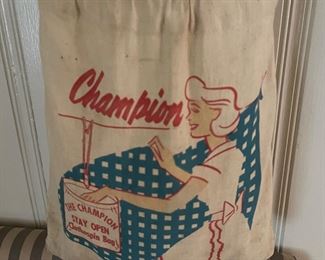 Champion
"THE CHAMPION"
STAY OPEN
Clothespin Bag